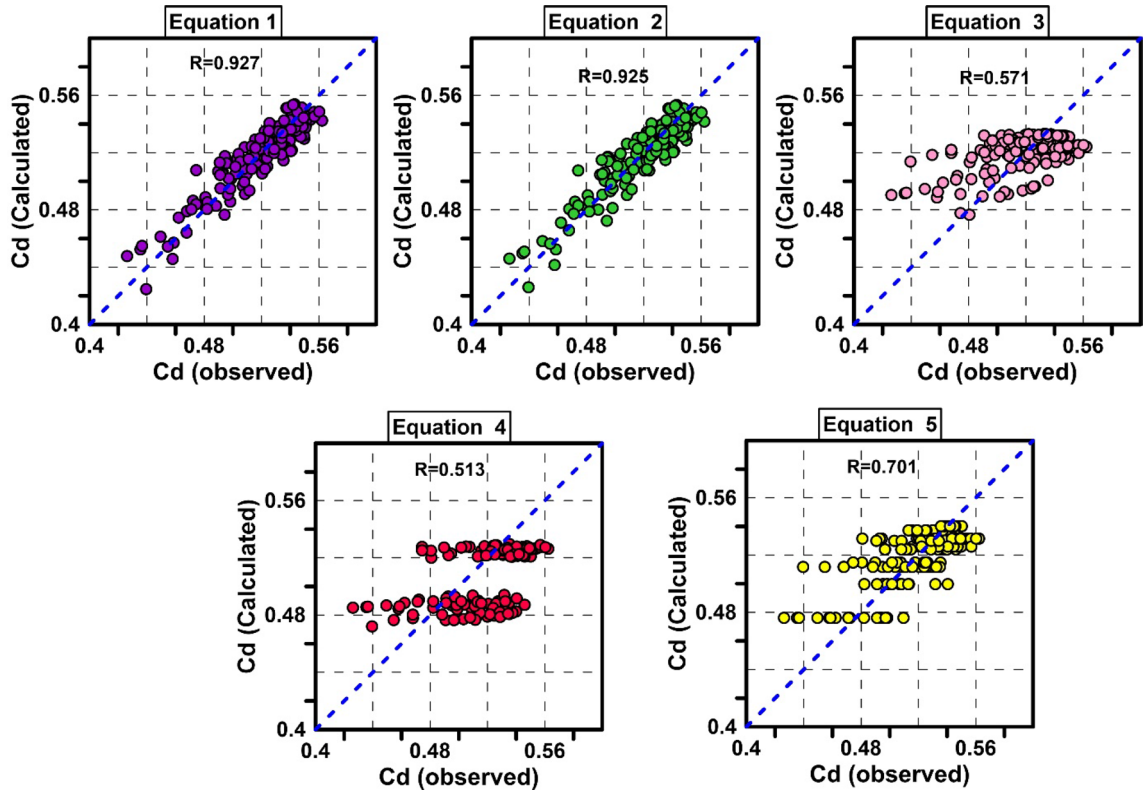 Equation 1
R=0.927
Cd (Calculated)
0.56
0.48
0.4
0.4 0.48 0.56
Cd (observed)
Equation 2
R=0.925
Cd (Calculated)
0.56
0.48
0.4
0.4 0.48 0.56
Cd (observed)
Equation 3
R=0.571
Cd (Calculated)
0.56
0.48
0.4
0.4 0.48 0.56
Cd (observed)
Equation 4
R=0.513
Cd (Calculated)
0.56
0.48
0.4
0.4 0.48 0.56
Cd (observed)
Equation 5
R=0.701
Cd (Calculated)
0.56
0.48
0.4
0.4 0.48 0.56
Cd (observed)